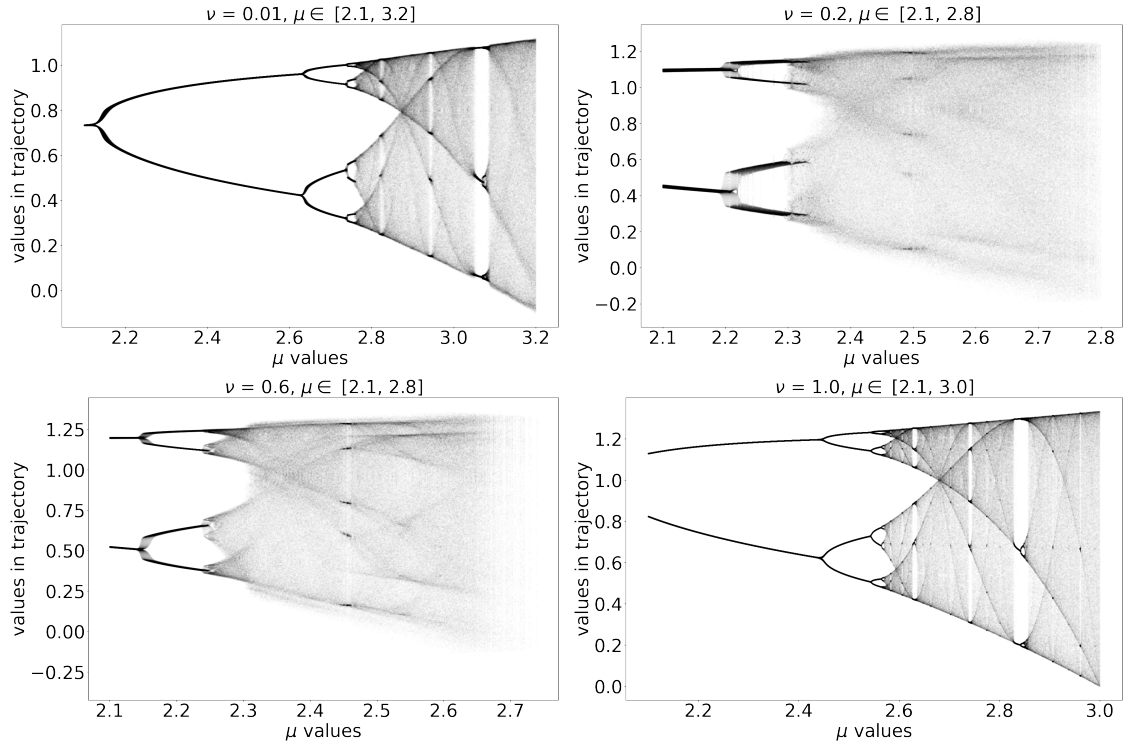 ν = 0.01, μ ∈ [2.1, 3.2]
values in trajectory
1.0
0.8
0.6
0.4
0.2
0.0
2.2 2.4 2.6 2.8 3.0 3.2
μ values
ν = 0.2, μ ∈ [2.1, 2.8]
values in trajectory
1.2
1.0
0.8
0.6
0.4
0.2
0.0
−0.2
2.1 2.2 2.3 2.4 2.5 2.6 2.7 2.8
μ values
ν = 0.6, μ ∈ [2.1, 2.8]
values in trajectory
1.25
1.00
0.75
0.50
0.25
0.00
−0.25
2.1 2.2 2.3 2.4 2.5 2.6 2.7
μ values
ν = 1.0, μ ∈ [2.1, 3.0]
values in trajectory
1.2
1.0
0.8
0.6
0.4
0.2
0.0
2.2 2.4 2.6 2.8 3.0
μ values